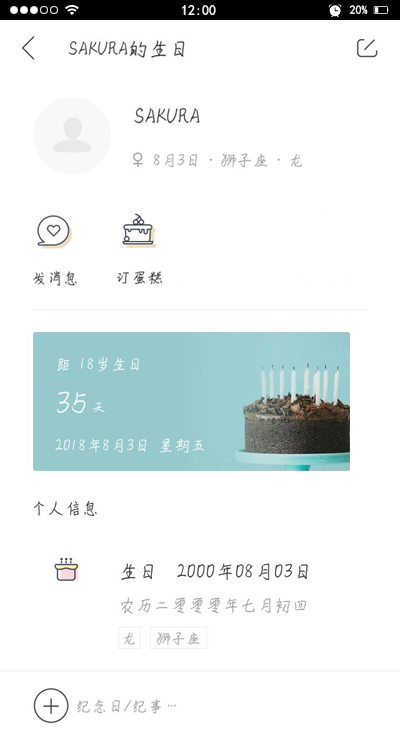 12:00
20%
SAKURA的生日
SAKURA
♀ 8月3日 · 狮子座 · 龙
发消息
订蛋糕
距 18岁生日
35天
2018年8月3日 星期五
个人信息
生日 2000年08月03日
农历二零零零年七月初四
龙 狮子座
纪念日/纪事…